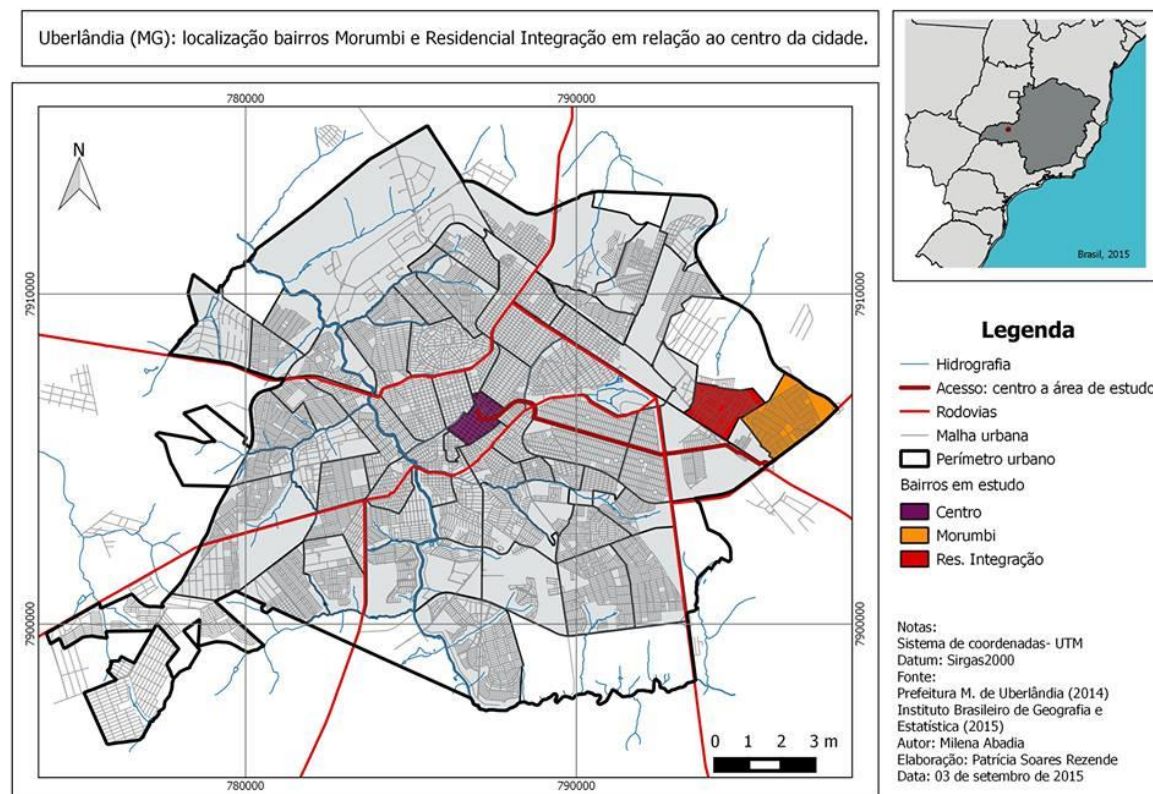 Uberlândia (MG): localização bairros Morumbi e Residencial Integração em relação ao centro da cidade.
780000
790000
N
7910000
7910000
7900000
7900000
0 1 2 3 m
780000
790000
Brasil, 2015
Legenda
Hidrografia
Acesso: centro a área de estudo
Rodovias
Malha urbana
Perímetro urbano
Bairros em estudo
Centro
Morumbi
Res. Integração
Notas:
Sistema de coordenadas- UTM
Datum: Sirgas2000
Fonte:
Prefeitura M. de Uberlândia (2014)
Instituto Brasileiro de Geografia e
Estatística (2015)
Autor: Milena Abadia
Elaboração: Patrícia Soares Rezende
Data: 03 de setembro de 2015